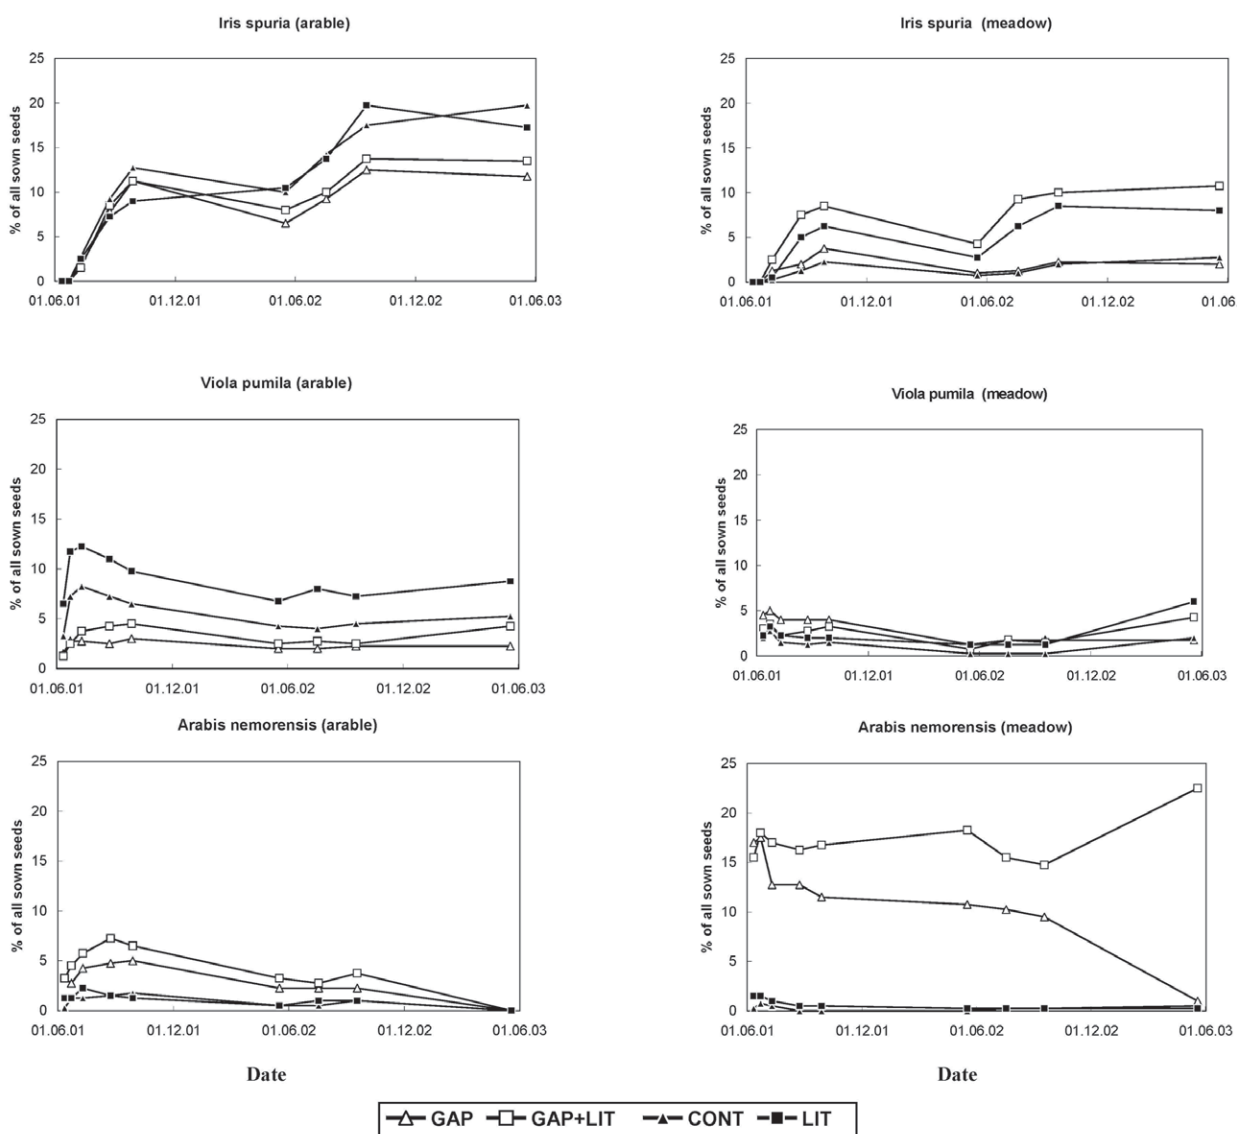 Iris spuria (arable)
% of all sown seeds
25
20
15
10
5
0
01.06.01 01.12.01 01.06.02 01.12.02 01.06.03
Iris spuria (meadow)
% of all sown seeds
25
20
15
10
5
0
01.06.01 01.12.01 01.06.02 01.12.02 01.06
Viola pumila (arable)
% of all sown seeds
25
20
15
10
5
0
01.06.01 01.12.01 01.06.02 01.12.02 01.06.03
Viola pumila (meadow)
% of all sown seeds
25
20
15
10
5
0
01.06.01 01.12.01 01.06.02 01.12.02 01.06.03
Arabis nemorensis (arable)
% of all sown seeds
25
20
15
10
5
0
01.06.01 01.12.01 01.06.02 01.12.02 01.06.03
Date
Arabis nemorensis (meadow)
% of all sown seeds
25
20
15
10
5
0
01.06.01 01.12.01 01.06.02 01.12.02 01.06.03
Date
GAP GAP+LIT CONT LIT